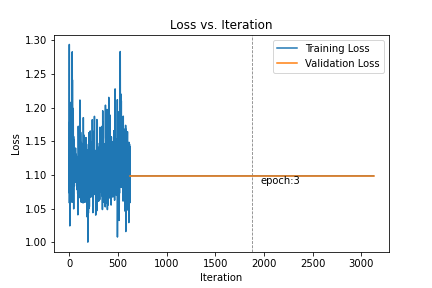 Loss vs. Iteration
1.30
1.25
1.20
1.15
1.10
1.05
1.00
Loss
Training Loss
Validation Loss
epoch:3
0
500
1000
1500
2000
2500
3000
Iteration